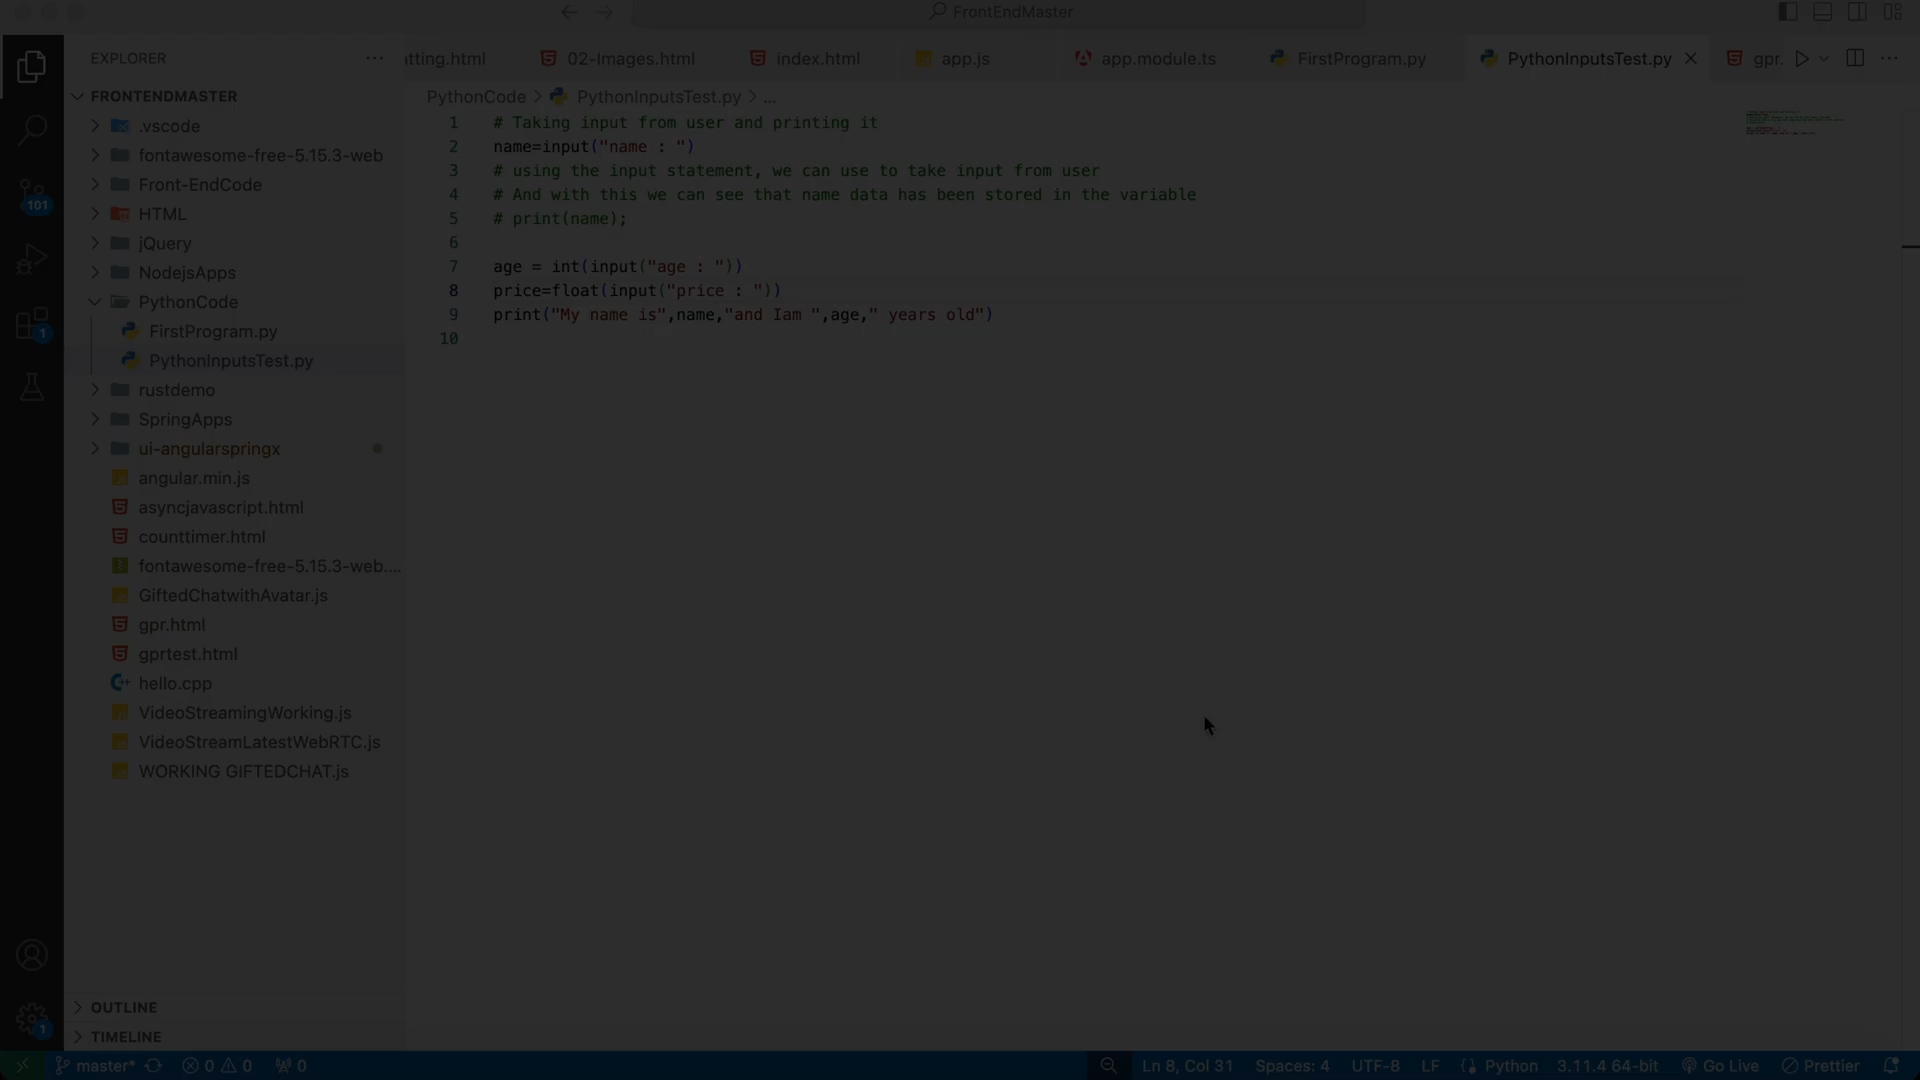 FrontEndMaster
EXPLORER
tting.html
02-Images.html
index.html
app.js
app.module.ts
FirstProgram.py
PythonInputsTest.py
gpr.
FRONTENDMASTER
.vscode
fontawesome-free-5.15.3-web
Front-EndCode
HTML
jQuery
NodejsApps
PythonCode
FirstProgram.py
PythonInputsTest.py
rustdemo
SpringApps
ui-angularspringx
angular.min.js
asyncjavascript.html
counttimer.html
fontawesome-free-5.15.3-web....
GiftedChatwithAvatar.js
gpr.html
gprtest.html
hello.cpp
VideoStreamingWorking.js
VideoStreamLatestWebRTC.js
WORKING GIFTEDCHAT.js
OUTLINE
TIMELINE
101
1
1
PythonCode > PythonInputsTest.py > ...
1 # Taking input from user and printing it
2 name=input("name : ")
3 # using the input statement, we can use to take input from user
4 # And with this we can see that name data has been stored in the variable
5 # print(name);
6
7 age = int(input("age : "))
8 price=float(input("price : "))
9 print("My name is",name,"and Iam ",age," years old")
10
master* 0 0 0 Ln 8, Col 31 Spaces: 4 UTF-8 LF Python 3.11.4 64-bit Go Live Prettier